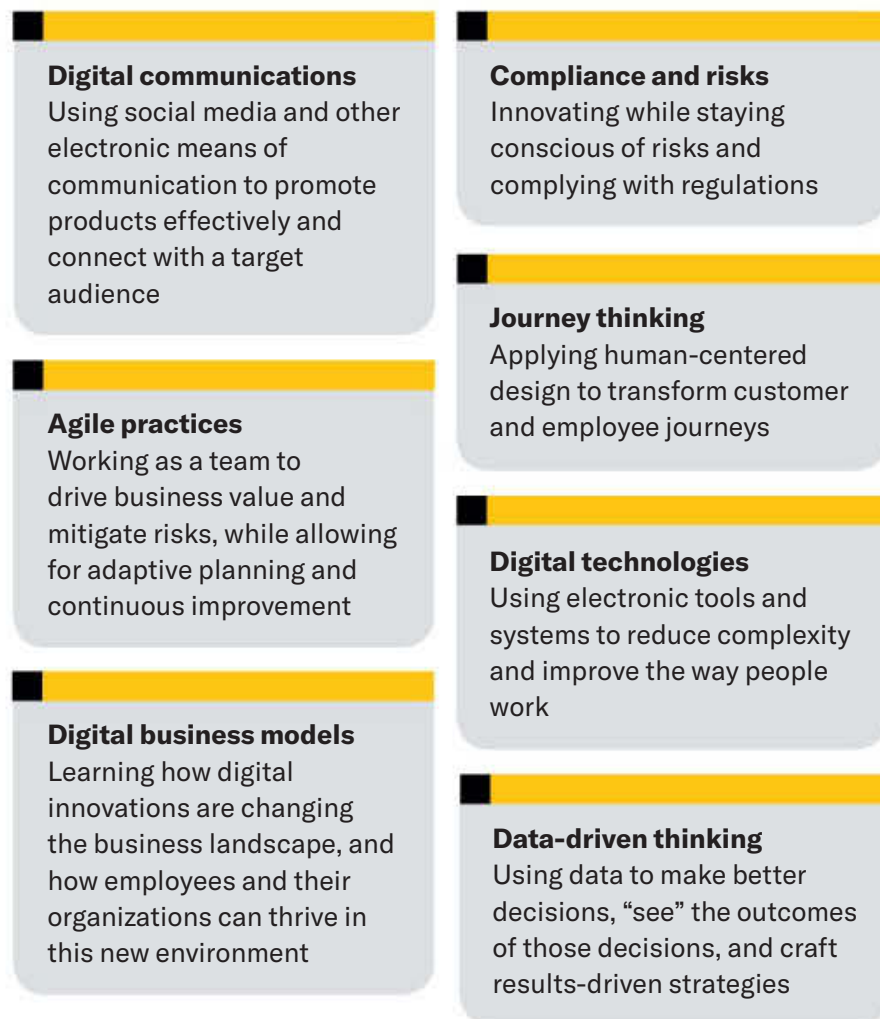 Digital communications
Using social media and other
electronic means of
communication to promote
products effectively and
connect with a target
audience
Agile practices
Working as a team to
drive business value and
mitigate risks, while allowing
for adaptive planning and
continuous improvement
Digital business models
Learning how digital
innovations are changing
the business landscape, and
how employees and their
organizations can thrive in
this new environment
Compliance and risks
Innovating while staying
conscious of risks and
complying with regulations
Journey thinking
Applying human-centered
design to transform customer
and employee journeys
Digital technologies
Using electronic tools and
systems to reduce complexity
and improve the way people
work
Data-driven thinking
Using data to make better
decisions, “see” the outcomes
of those decisions, and craft
results-driven strategies